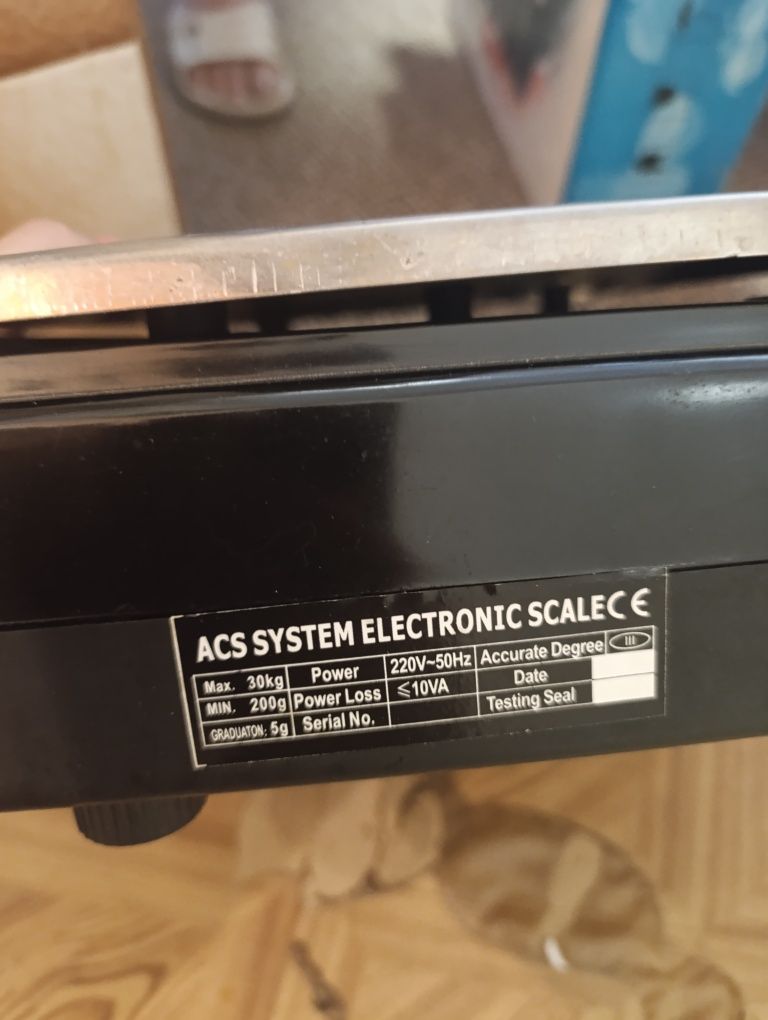 ACS SYSTEM ELECTRONIC SCALE CE
Max. 30kg Power 220V~50Hz Accurate Degree III
MIN. 200g Power Loss ⩽10VA Date
GRADUATON: 5g Serial No. Testing Seal